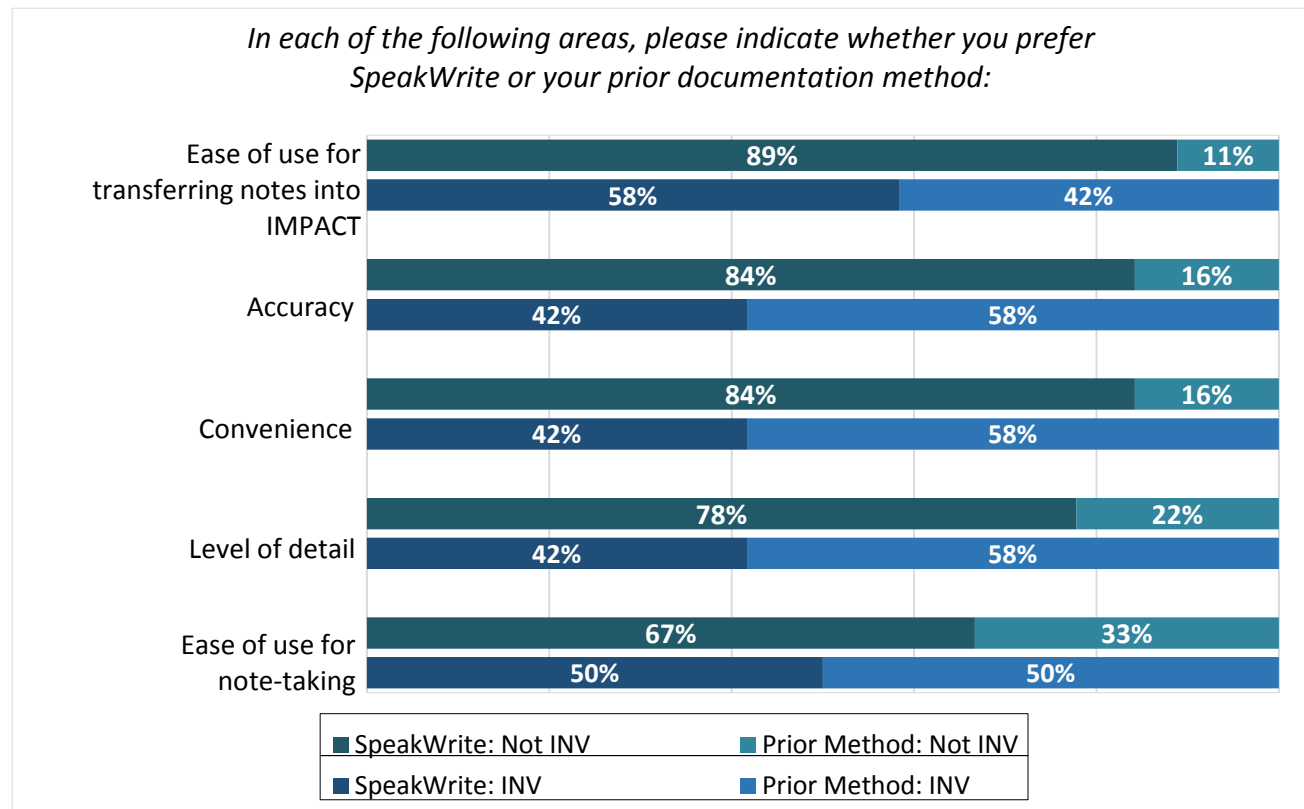 In each of the following areas, please indicate whether you prefer
SpeakWrite or your prior documentation method:
Ease of use for
transferring notes into
IMPACT
89% 11%
58% 42%
Accuracy
84% 16%
42% 58%
Convenience
84% 16%
42% 58%
Level of detail
78% 22%
42% 58%
Ease of use for
note-taking
67% 33%
50% 50%
SpeakWrite: Not INV Prior Method: Not INV
SpeakWrite: INV Prior Method: INV